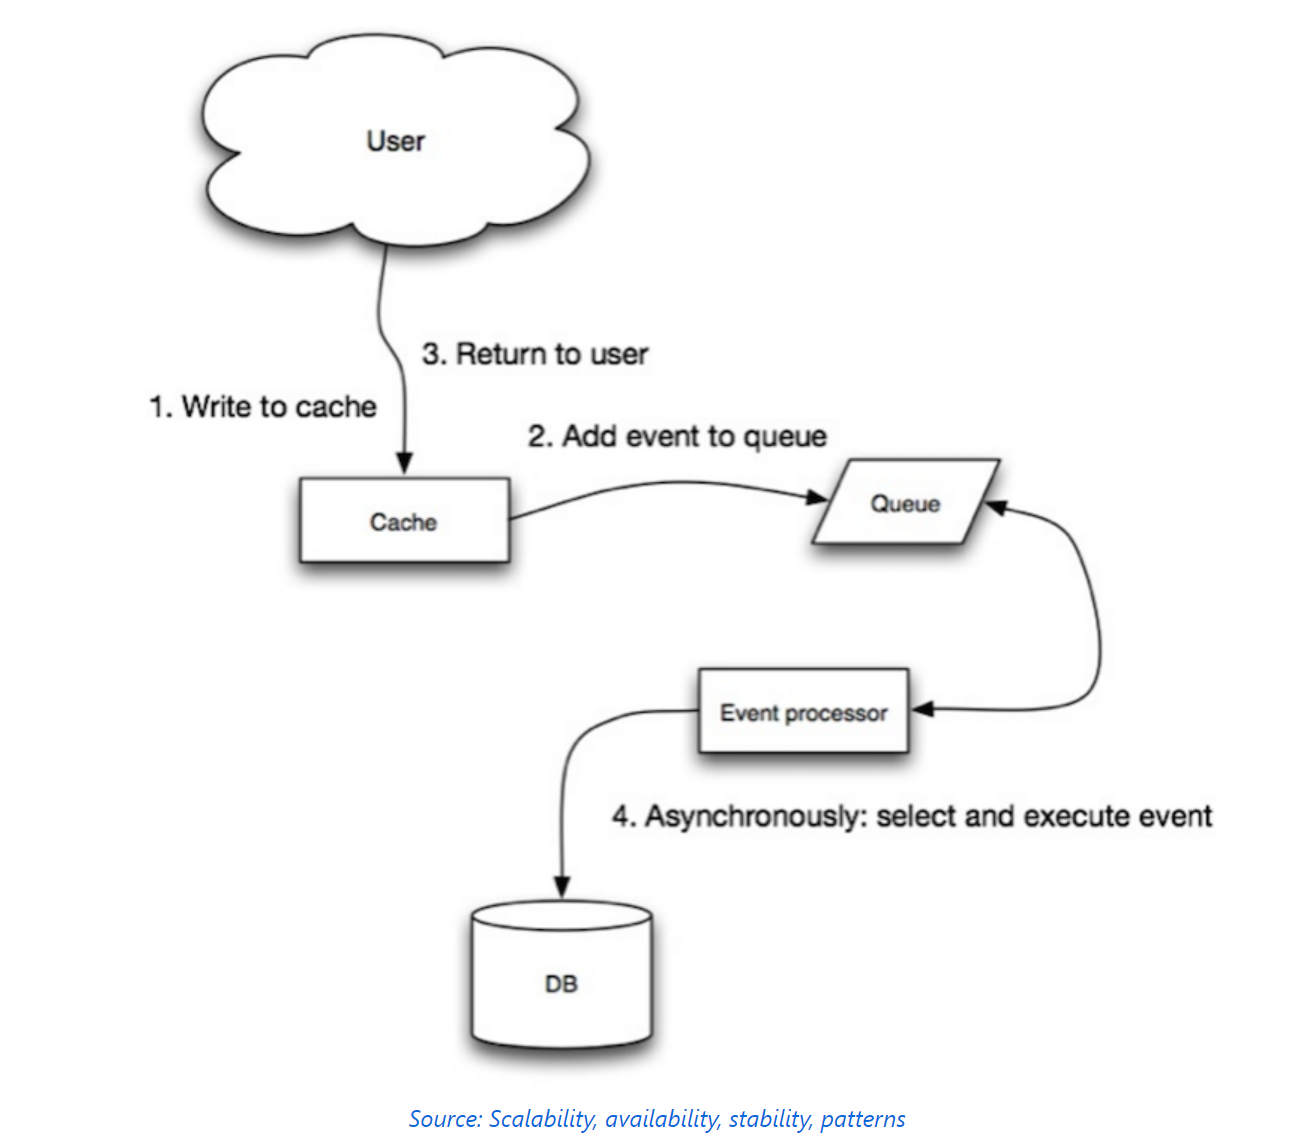 User
3. Return to user
1. Write to cache
2. Add event to queue
Queue
Cache
Event processor
4. Asynchronously: select and execute event
DB
Source: Scalability, availability, stability, patterns